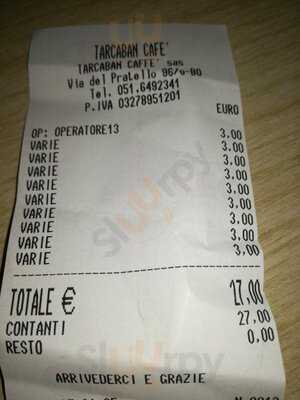 TARCABAN CAFE'
TARCABAN CAFFE' sas
Via del Pratello 96/a-BO
Tel. 051.6492341
P.IVA 03278951201
EURO
OP: OPERATORE13
VARIE 3.00
VARIE 3.00
VARIE 3.00
VARIE 3.00
VARIE 3.00
VARIE 3.00
VARIE 3.00
VARIE 3.00
VARIE 3.00
TOTALE € 27,00
CONTANTI 27,00
RESTO 0.00
ARRIVEDERCI E GRAZIE
sluurpy